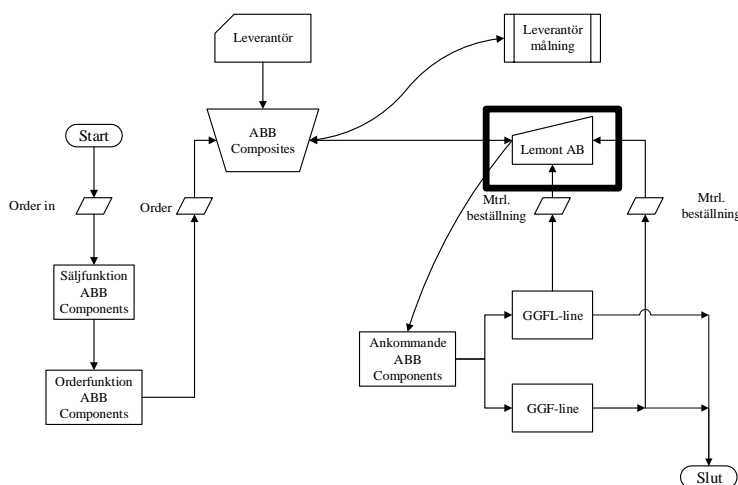 Leverantör
Leverantör
målning
ABB
Composites
Start
Lemont AB
Order in
Order
Mtrl.
beställning
Mtrl.
beställning
Säljfunktion
ABB
Components
GGFL-line
Ankommande
ABB
Components
Orderfunktion
ABB
Components
GGF-line
Slut